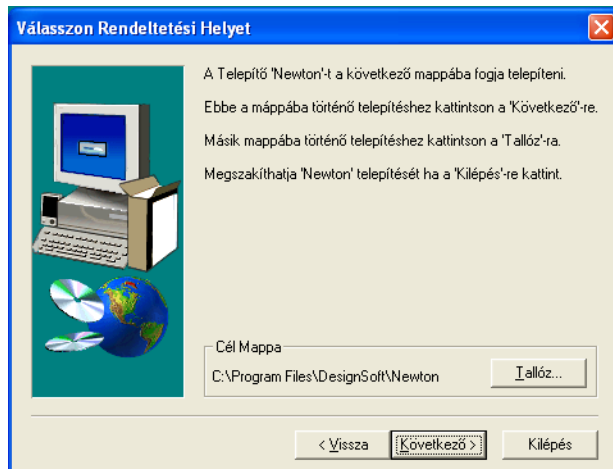 Válasszon Rendeltetési Helyet
A Telepítő 'Newton'-t a következő mappába fogja telepíteni.
Ebbe a máppába történő telepítéshez kattintson a 'Következő'-re.
Másik mappába történő telepítéshez kattintson a 'Tallóz'-ra.
Megszakíthatja 'Newton' telepítését ha a 'Kilépés'-re kattint.
Cél Mappa
C:\Program Files\DesignSoft\Newton
Tallóz...
< Vissza
Következő >
Kilépés